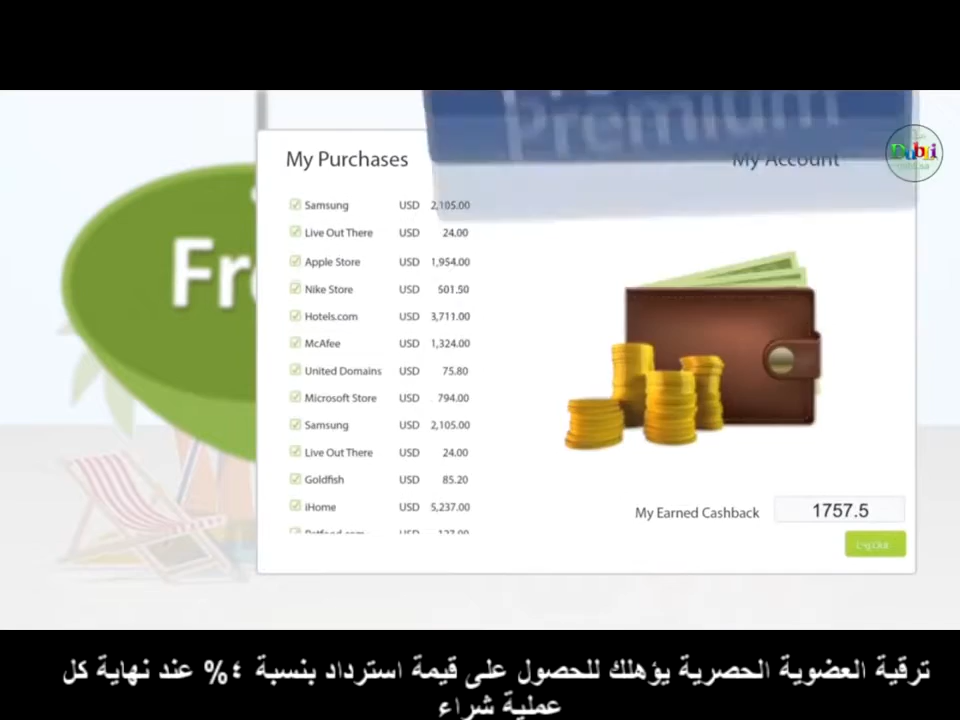 Premium
My Purchases
My Account
DubLi
Fr
Samsung USD 2,105.00
Live Out There USD 24.00
Apple Store USD 1,954.00
Nike Store USD 501.50
Hotels.com USD 3,711.00
McAfee USD 1,324.00
United Domains USD 75.80
Microsoft Store USD 794.00
Samsung USD 2,105.00
Live Out There USD 24.00
Goldfish USD 85.20
iHome USD 5,237.00
My Earned Cashback 1757.5
ترقية العضوية الحصرية يؤهلك للحصول على قيمة استرداد بنسبة ٤% عند نهاية كل
عملية شراء